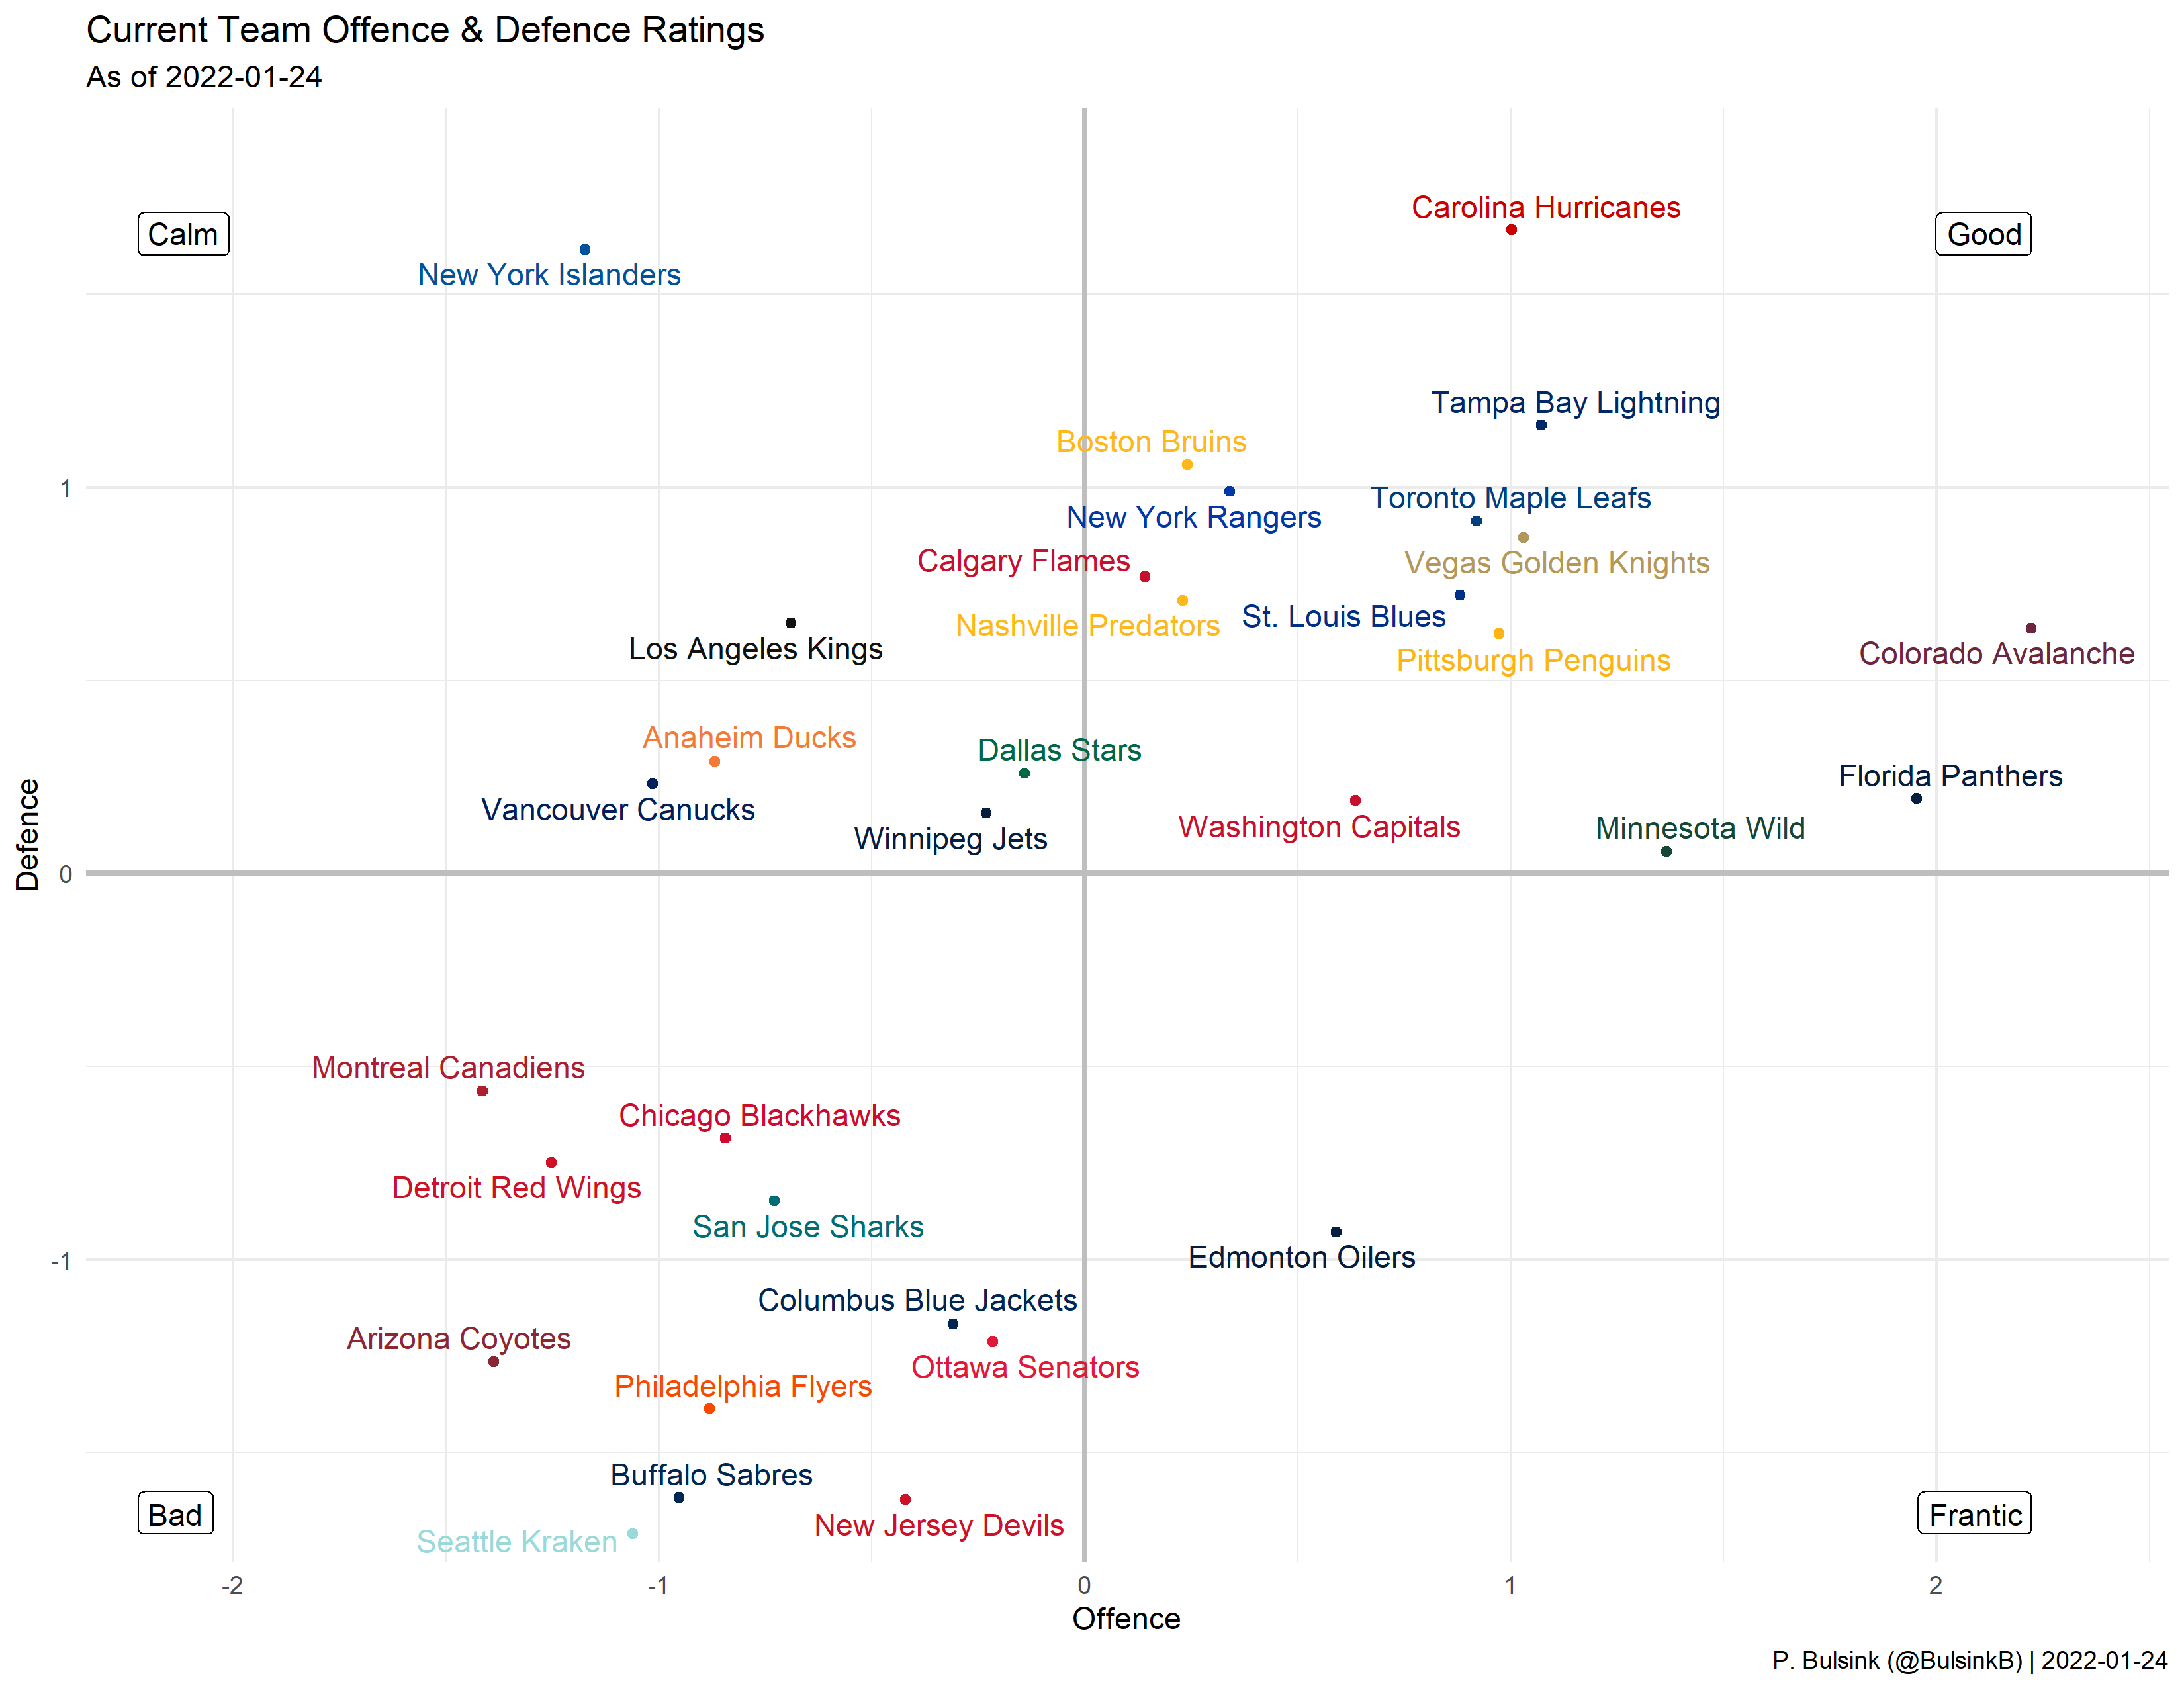 Current Team Offence & Defence Ratings
As of 2022-01-24
Carolina Hurricanes
Calm
Good
New York Islanders
Tampa Bay Lightning
Boston Bruins
1
Toronto Maple Leafs
New York Rangers
Calgary Flames
Vegas Golden Knights
St. Louis Blues
Nashville Predators
Los Angeles Kings
Colorado Avalanche
Pittsburgh Penguins
Anaheim Ducks
Dallas Stars
Florida Panthers
Vancouver Canucks
Washington Capitals
Minnesota Wild
Winnipeg Jets
Defence
0
Montreal Canadiens
Chicago Blackhawks
Detroit Red Wings
San Jose Sharks
Edmonton Oilers
-1
Columbus Blue Jackets
Arizona Coyotes
Ottawa Senators
Philadelphia Flyers
Buffalo Sabres
Bad
Frantic
New Jersey Devils
Seattle Kraken
-2
-1
0
1
2
Offence
P. Bulsink (@BulsinkB) | 2022-01-24